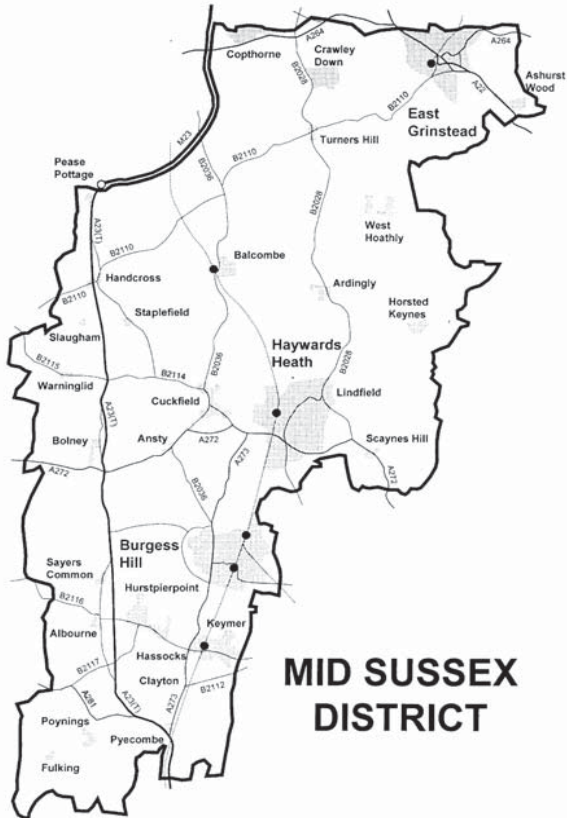 A264
Copthorne
Crawley
Down
A264
B2028
A22
Ashurst
Wood
B2110
East
Grinstead
M23
B2036
Turners Hill
B2110
Pease
Pottage
A23(T)
B2028
West
Hoathly
B2110
Balcombe
Handcross
Ardingly
B2110
Staplefield
Horsted
Keynes
Slaugham
Haywards
Heath
B2036
B2028
B2115
B2114
Warninglid
Cuckfield
Lindfield
A23(T)
Bolney
Ansty
A272
A273
Scaynes Hill
A272
A272
B2036
Burgess
Hill
Sayers
Common
Hurstpierpoint
B2116
Keymer
Albourne
Hassocks
B2117
Clayton
B2112
A281
A23(T)
A273
Poynings
Pyecombe
Fulking
MID SUSSEX
DISTRICT